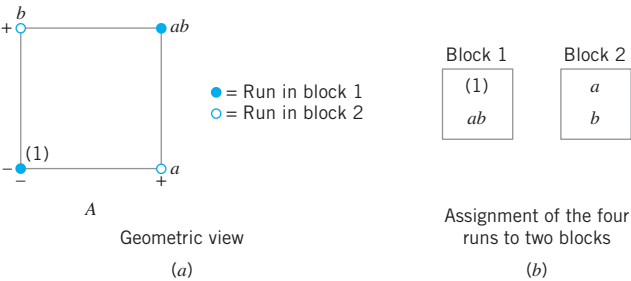 b
+
ab
= Run in block 1
= Run in block 2
(1)
–
a
–
+
A
Geometric view
(a)
Block 1
Block 2
(1)
ab
a
b
Assignment of the four
runs to two blocks
(b)